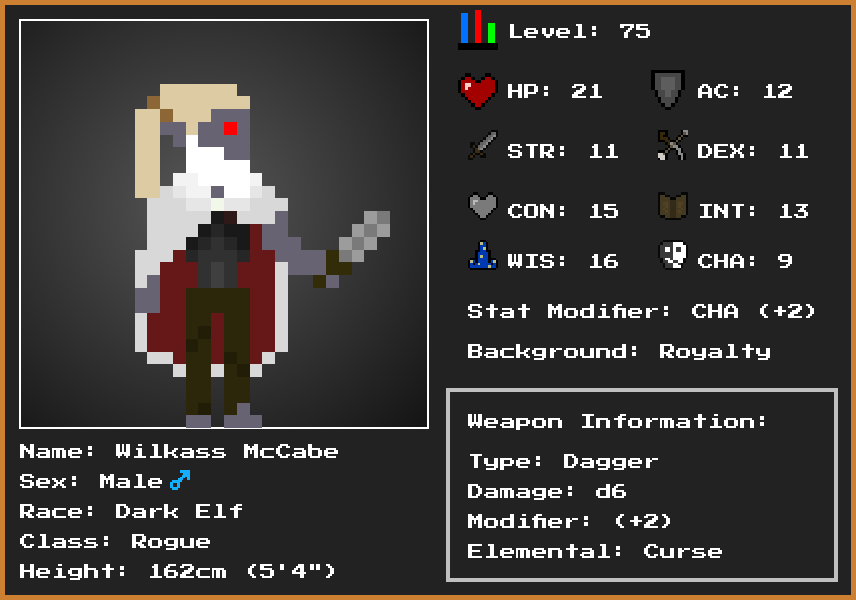 Level: 75
HP: 21
AC: 12
STR: 11
DEX: 11
CON: 15
INT: 13
WIS: 16
CHA: 9
Stat Modifier: CHA (+2)
Background: Royalty
Weapon Information:
Type: Dagger
Damage: d6
Modifier: (+2)
Elemental: Curse
Name: Wilkass McCabe
Sex: Male♂
Race: Dark Elf
Class: Rogue
Height: 162cm (5'4")